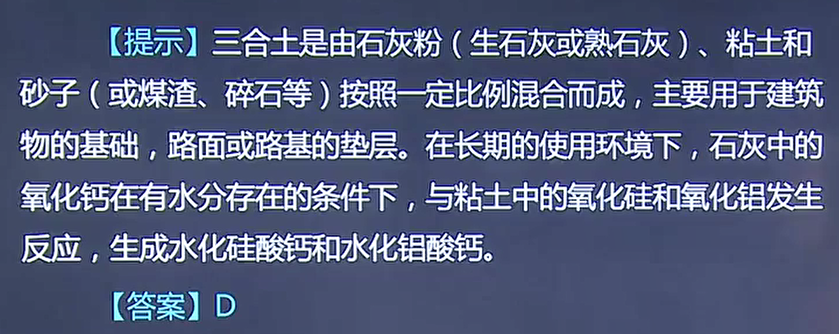 【提示】三合土是由石灰粉（生石灰或熟石灰）、粘土和
砂子（或煤渣、碎石等）按照一定比例混合而成，主要用于建筑
物的基础，路面或路基的垫层。在长期的使用环境下，石灰中的
氧化钙在有水分存在的条件下，与粘土中的氧化硅和氧化铝发生
反应，生成水化硅酸钙和水化铝酸钙。
【答案】D